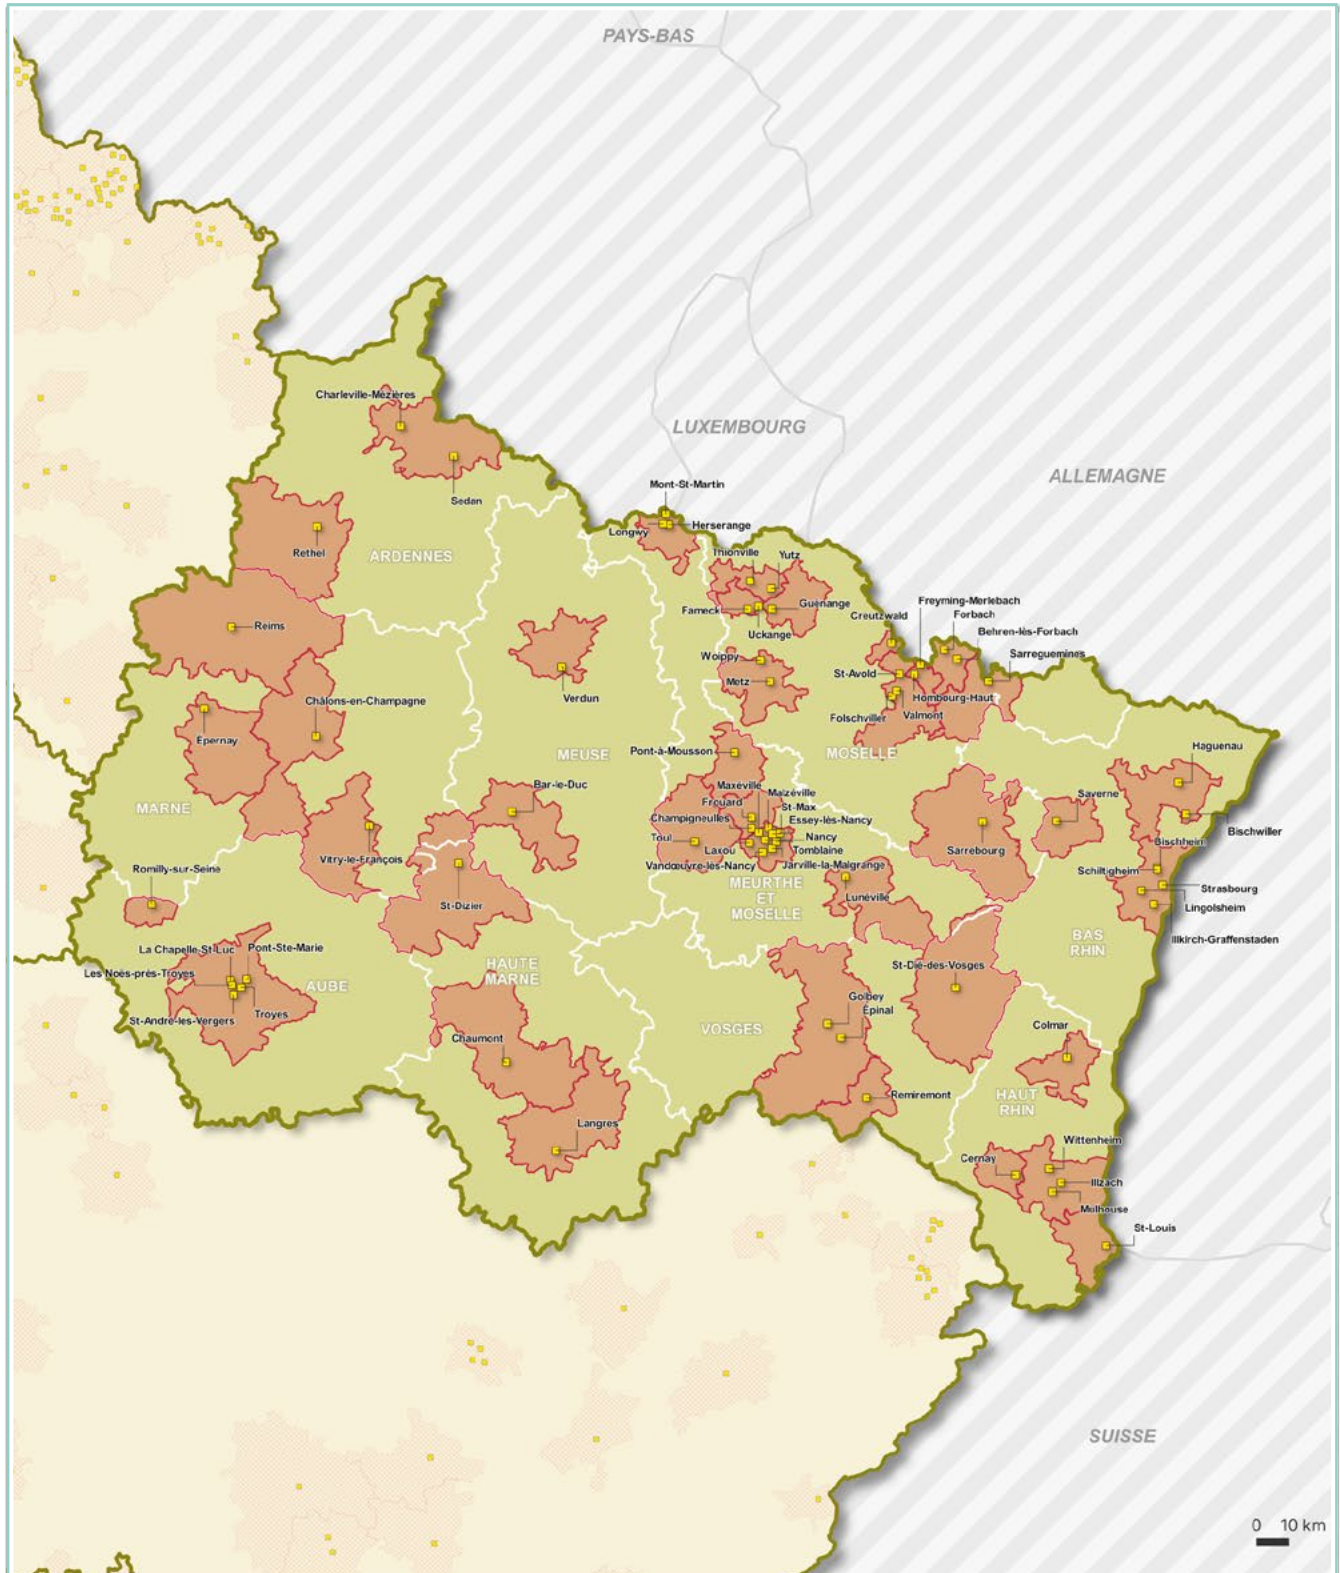 PAYS-BAS
LUXEMBOURG
ALLEMAGNE
Charleville-Mézières
Sedan
Mont-St-Martin
Longwy
Herserange
Rethel
ARDENNES
Thionville
Yutz
Fameck
Guénange
Uckange
Freyming-Merlebach
Creutzwald
Forbach
Behren-lès-Forbach
Sarreguemines
Reims
Woippy
Metz
St-Avold
Hombourg-Haut
Folschviller
Valmont
Verdun
Châlons-en-Champagne
Epernay
MEUSE
Pont-à-Mousson
MOSELLE
Haguenau
MARNE
Bar-le-Duc
Maxéville
Malzéville
Frouard
St-Max
Champigneulles
Essey-lès-Nancy
Toul
Nancy
Laxou
Tomblaine
Vandœuvre-lès-Nancy
Jarville-la-Malgrange
Saverne
Bischwiller
Sarrebourg
Bischheim
Vitry-le-François
Romilly-sur-Seine
Schiltigheim
Strasbourg
Lingolsheim
Illkirch-Graffenstaden
St-Dizier
MEURTHE
ET
MOSELLE
Lunéville
BAS
RHIN
La Chapelle-St-Luc
Pont-Ste-Marie
Les Noës-près-Troyes
AUBE
HAUTE
MARNE
St-Dié-des-Vosges
St-André-les-Vergers
Troyes
Golbey
Épinal
VOSGES
Colmar
Chaumont
Remiremont
HAUT
RHIN
Langres
Wittenheim
Cernay
Illzach
Mulhouse
St-Louis
SUISSE
0 10 km